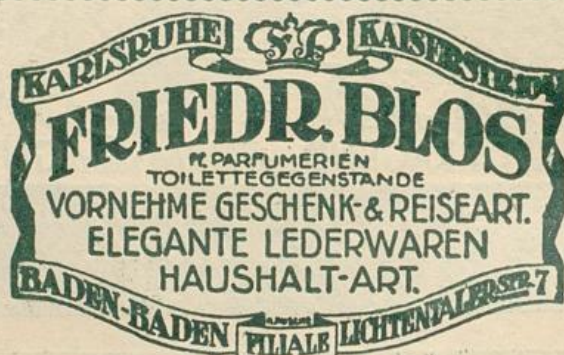 KARLSRUHE KAISERSTR. 104
FRIEDR. BLOS
FF. PARFUMERIEN
TOILETTEGEGENSTÄNDE
VORNEHME GESCHENK- & REISEART.
ELEGANTE LEDERWAREN
HAUSHALT-ART.
BADEN-BADEN FILIALE LICHTENTALERSTR. 7